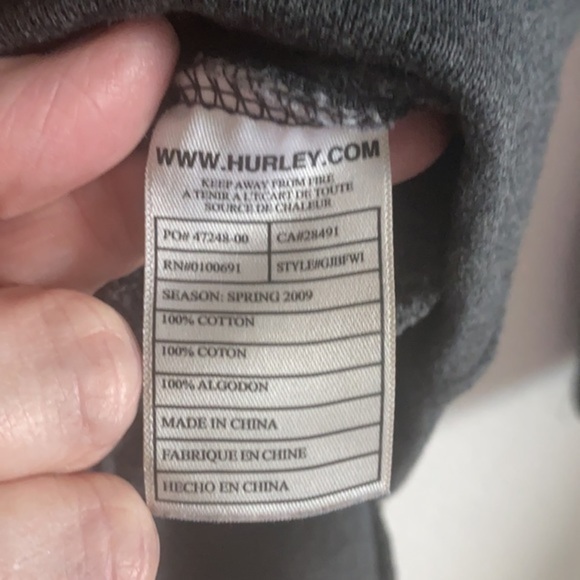 WWW.HURLEY.COM
KEEP AWAY FROM FIRE
A TENIR A L'ECART DE TOUTE
SOURCE DE CHALEUR
PO# 47248-00 CA#28491
RN#0100691 STYLE#GJBFW1
SEASON: SPRING 2009
100% COTTON
100% COTON
100% ALGODON
MADE IN CHINA
FABRIQUE EN CHINE
HECHO EN CHINA